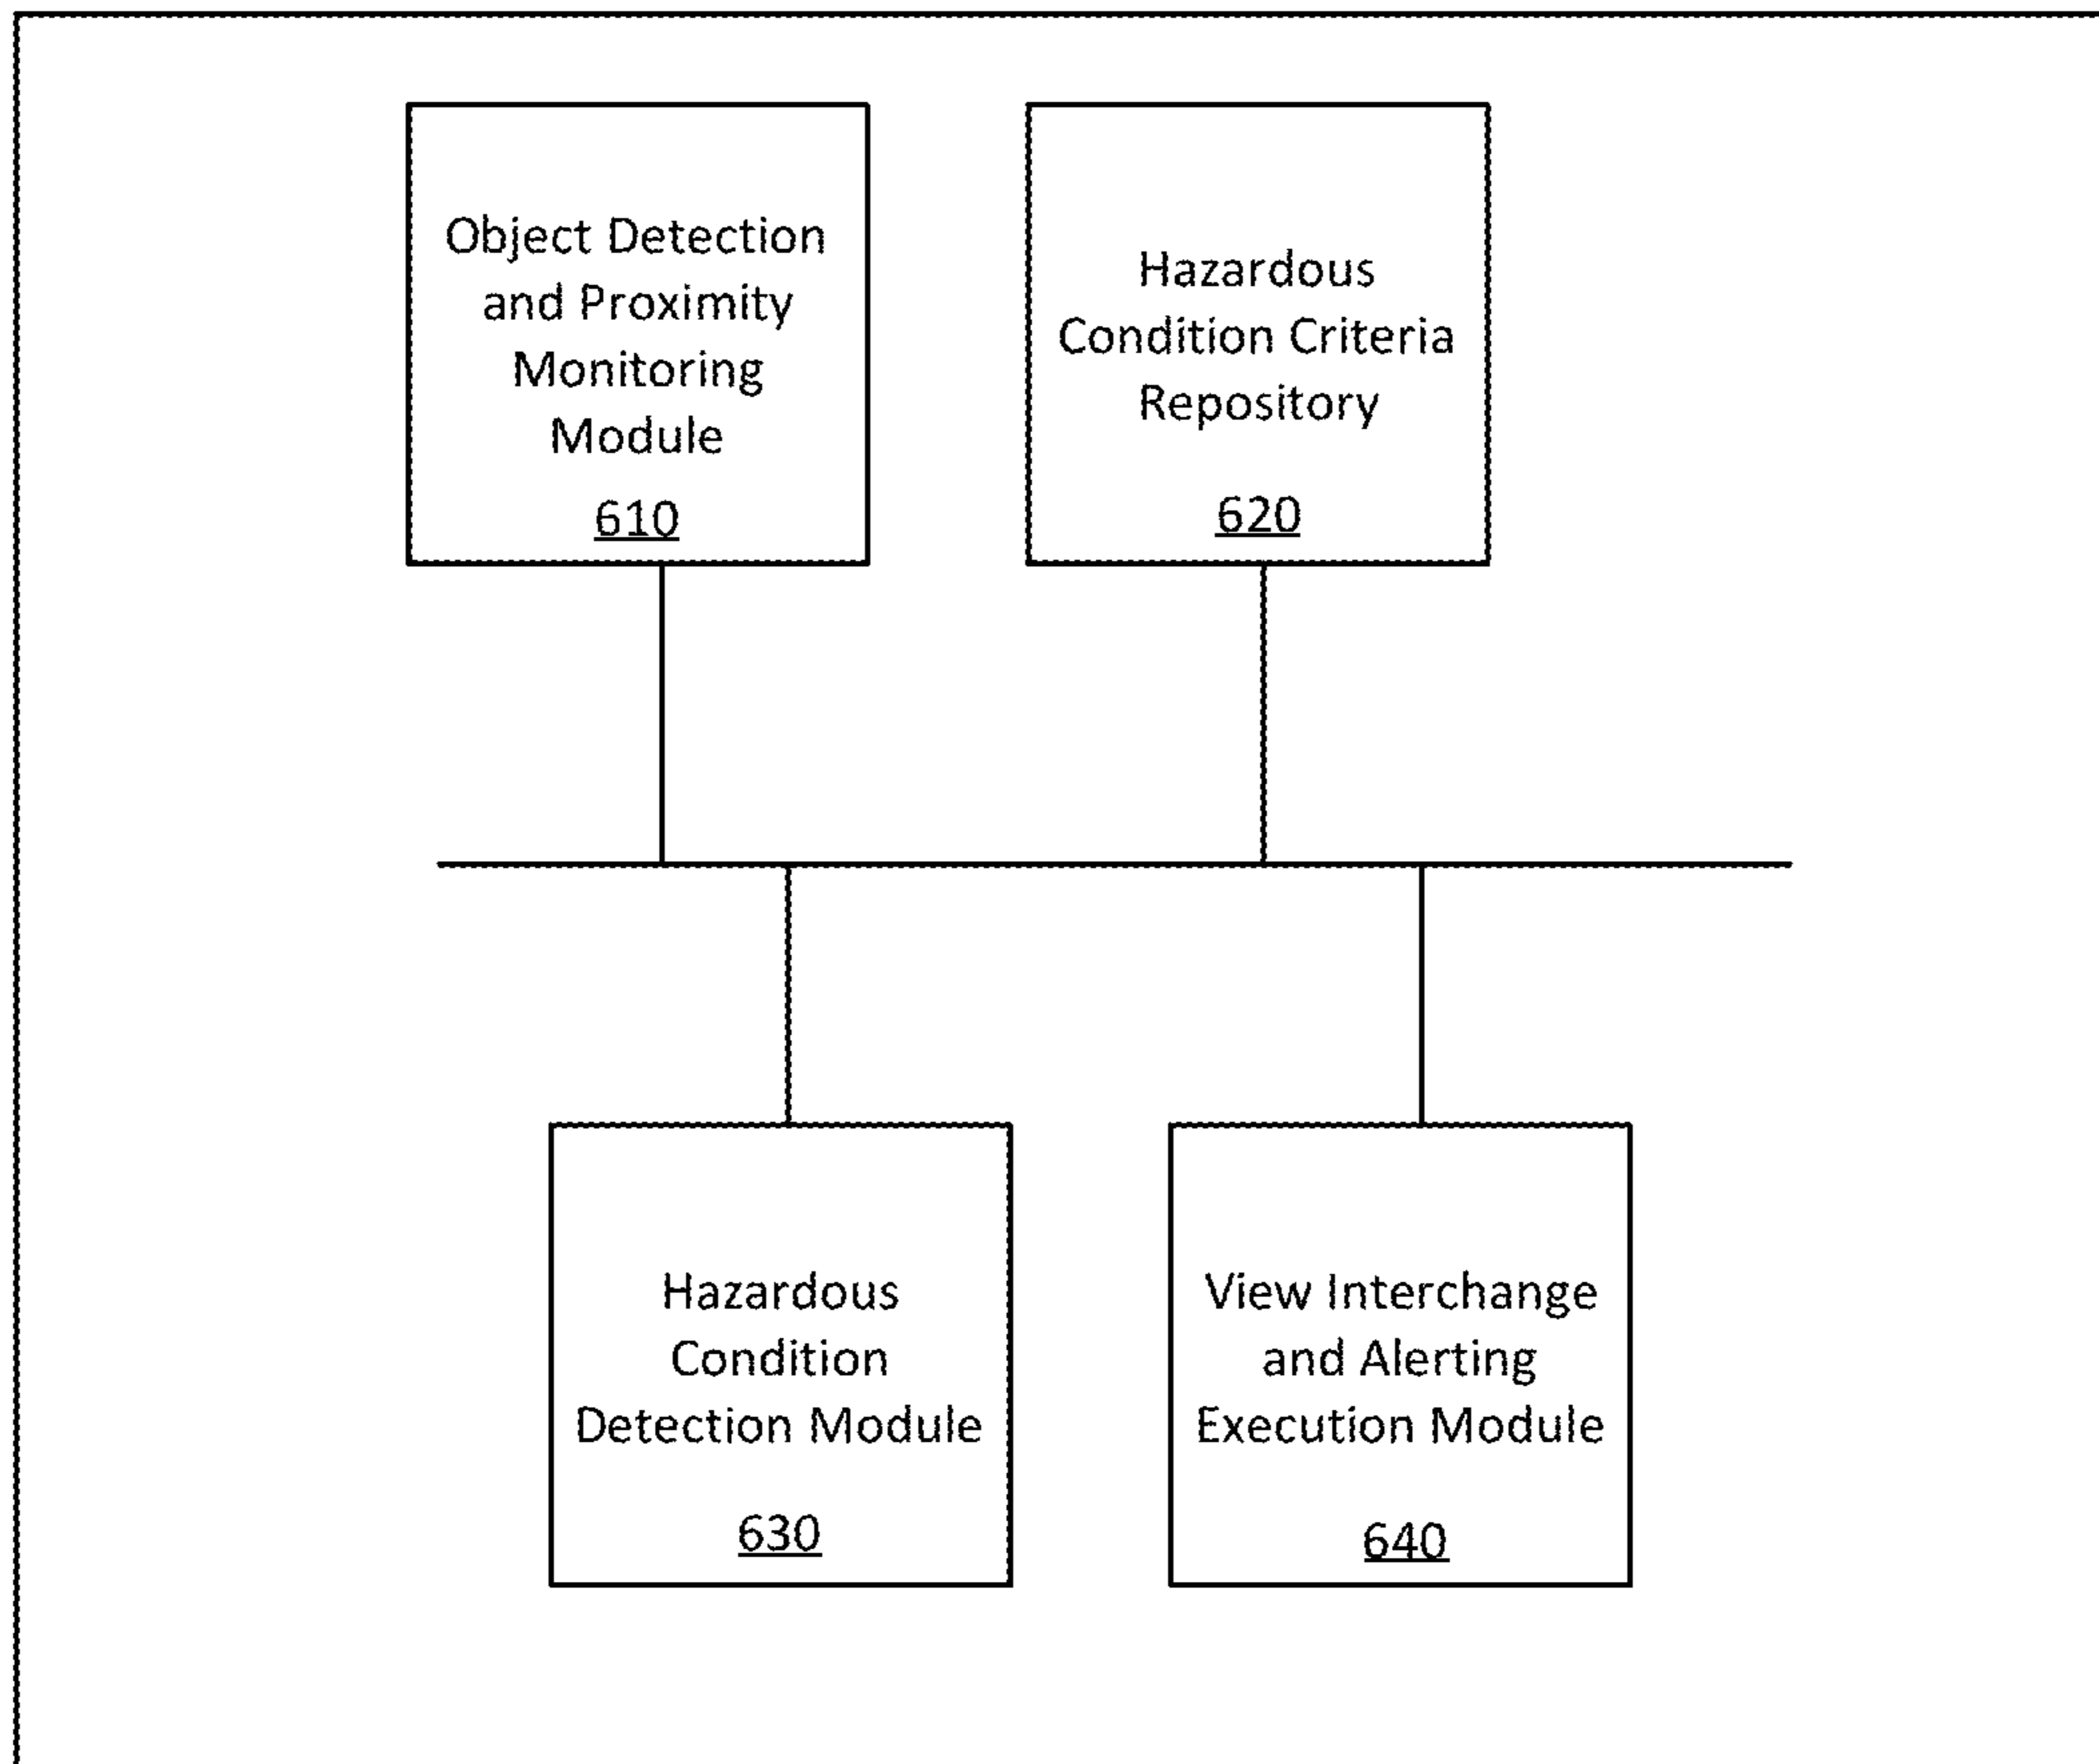 Object Detection
and Proximity
Monitoring
Module
610
Hazardous
Condition Criteria
Repository
620
Hazardous
Condition
Detection Module
630
View Interchange
and Alerting
Execution Module
640